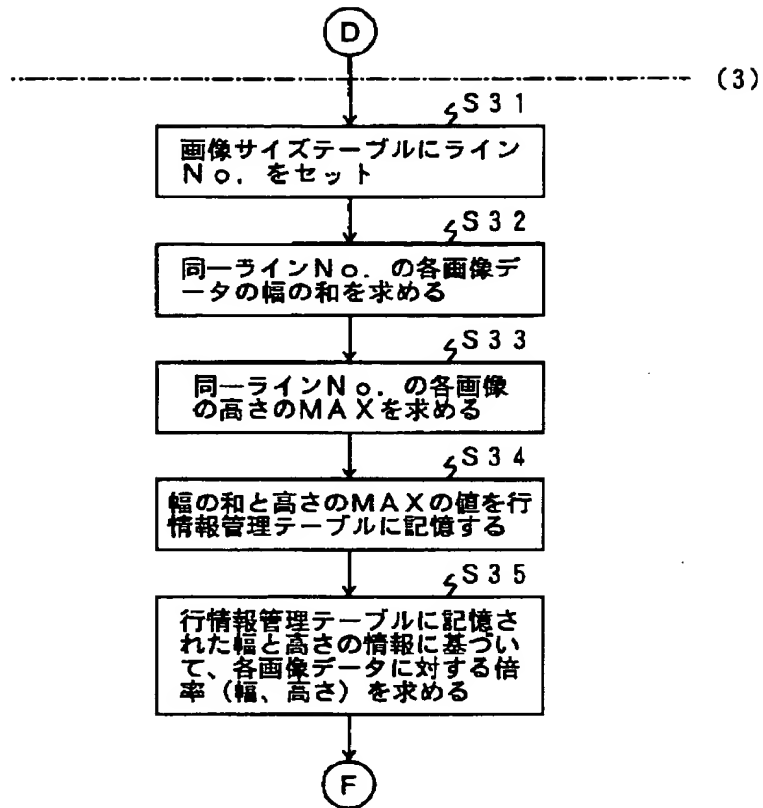 D
(3)
S31
画像サイズテーブルにライン
No. をセット
S32
同一ラインNo. の各画像デ
ータの幅の和を求める
S33
同一ラインNo. の各画像
の高さのMAXを求める
S34
幅の和と高さのMAXの値を行
情報管理テーブルに記憶する
S35
行情報管理テーブルに記憶さ
れた幅と高さの情報に基づい
て、各画像データに対する倍
率(幅、高さ)を求める
F